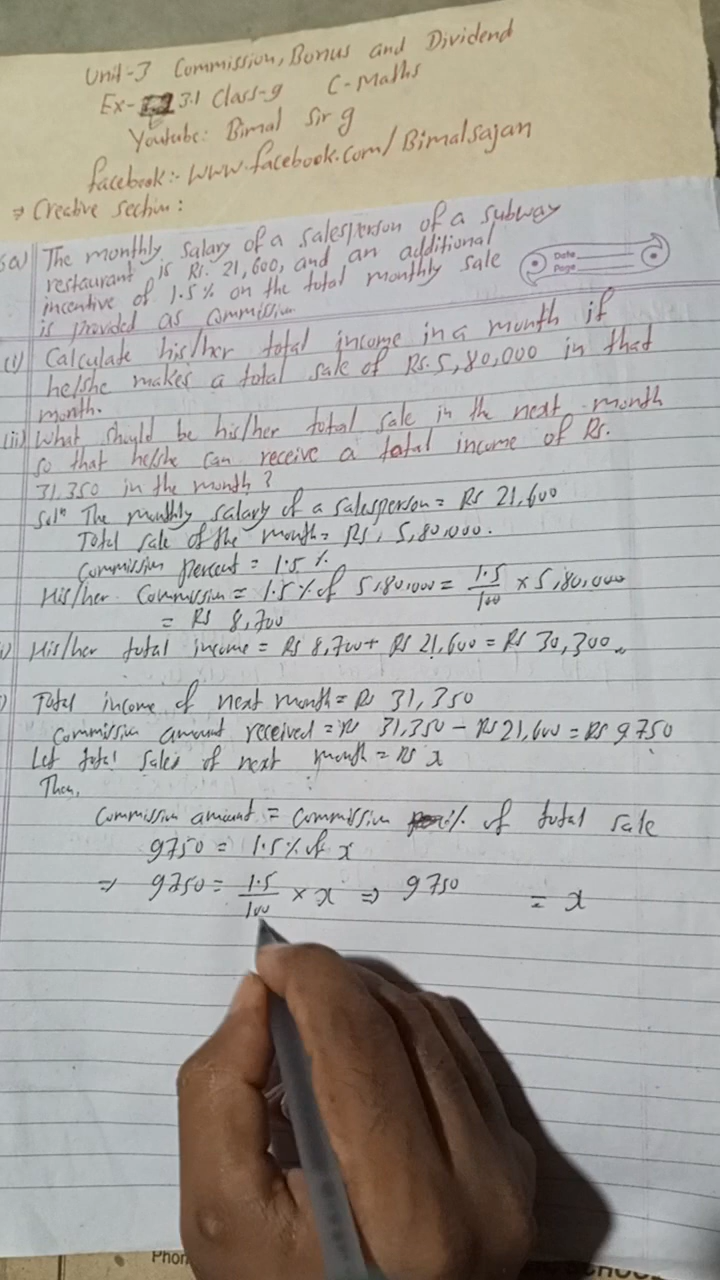 Unit-3 Commission, Bonus and Dividend
Ex- 3.1 Class-9 C-Maths
Youtube: Bimal Sir g
facebook:- www.facebook.com/Bimalsajan
⇒ Creative section:
5a) The monthly salary of a salesperson of a subway
restaurant is Rs. 21,600, and an additional
incentive of 1.5% on the total monthly sale
is provided as commission
Date
Page
(i) Calculate his/her total income in a month if
he/she makes a total sale of Rs. 5,80,000 in that
month.
(ii) What should be his/her total sale in the next month
so that he/she can receive a total income of Rs.
31,350 in the month?
Solⁿ The monthly salary of a salesperson = Rs 21,600
Total sale of the month = Rs, 5,80,000.
Commission percent = 1.5%
His/her Commission = 1.5% of 5,80,000 = 1.5/100 × 5,80,000
= Rs 8,700
) His/her total income = Rs 8,700 + Rs 21,600 = Rs 30,300
) Total income of next month = Rs 31,350
Commission amount received = Rs 31,350 - Rs 21,600 = Rs 9750
Let total sales of next month = Rs x
Then,
Commission amount = Commission % of total sale
9750 = 1.5% of x
⇒ 9750 = 1.5/100 × x ⇒ 9750 = x
Phon